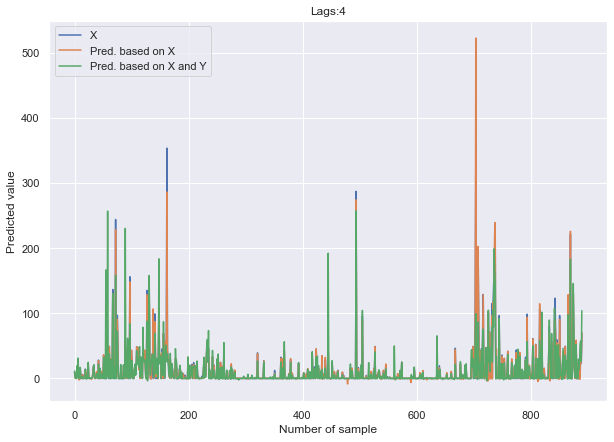 Lags:4
X
Pred. based on X
Pred. based on X and Y
Predicted value
500
400
300
200
100
0
0 200 400 600 800
Number of sample